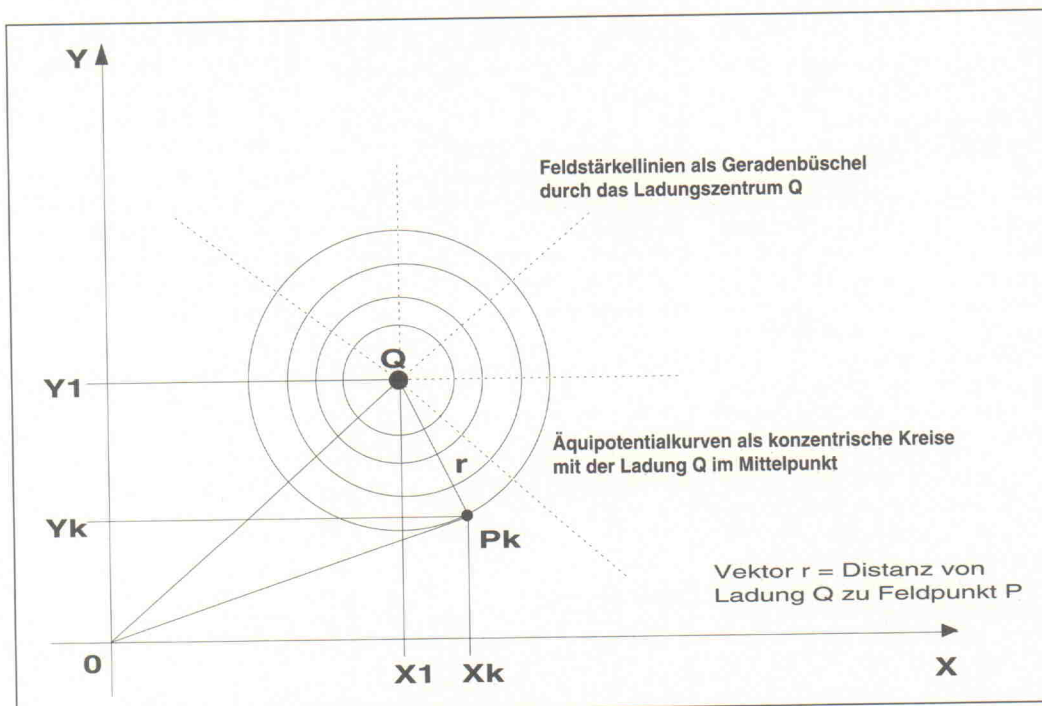 Y
Feldstärkellinien als Geradenbüschel
durch das Ladungszentrum Q
Q
Y1
Äquipotentialkurven als konzentrische Kreise
mit der Ladung Q im Mittelpunkt
r
Yk
Pk
Vektor r = Distanz von
Ladung Q zu Feldpunkt P
0
X1
Xk
X